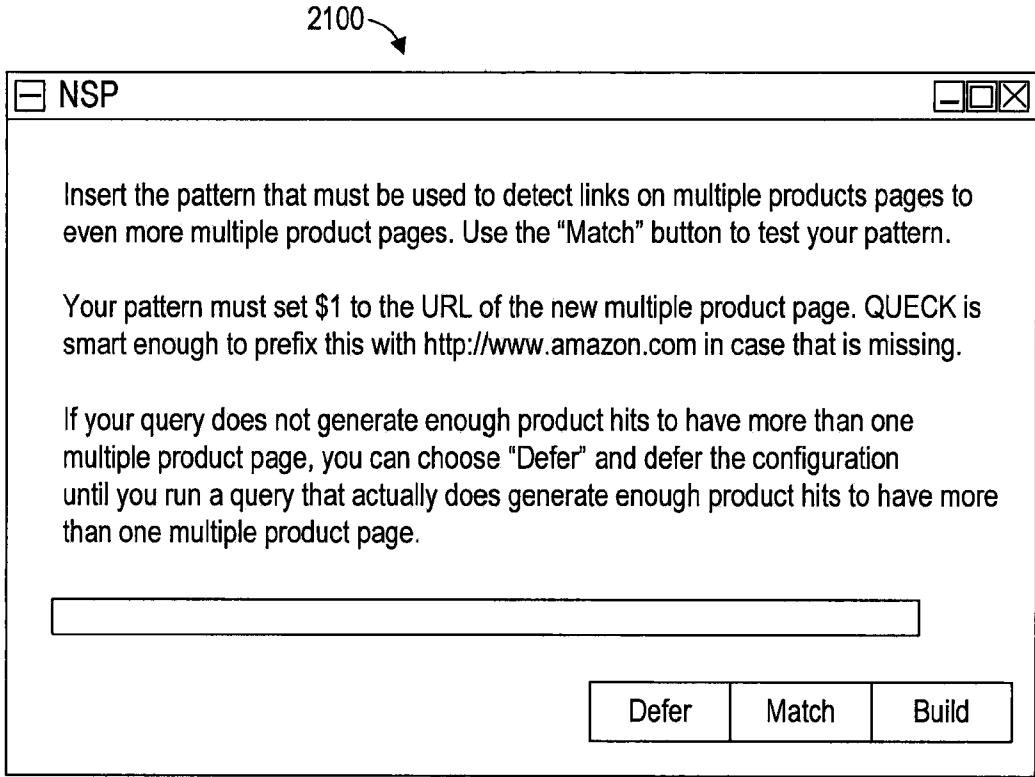 2100
NSP
Insert the pattern that must be used to detect links on multiple products pages to
even more multiple product pages. Use the “Match” button to test your pattern.
Your pattern must set $1 to the URL of the new multiple product page. QUECK is
smart enough to prefix this with http://www.amazon.com in case that is missing.
If your query does not generate enough product hits to have more than one
multiple product page, you can choose “Defer” and defer the configuration
until you run a query that actually does generate enough product hits to have more
than one multiple product page.
Defer Match Build